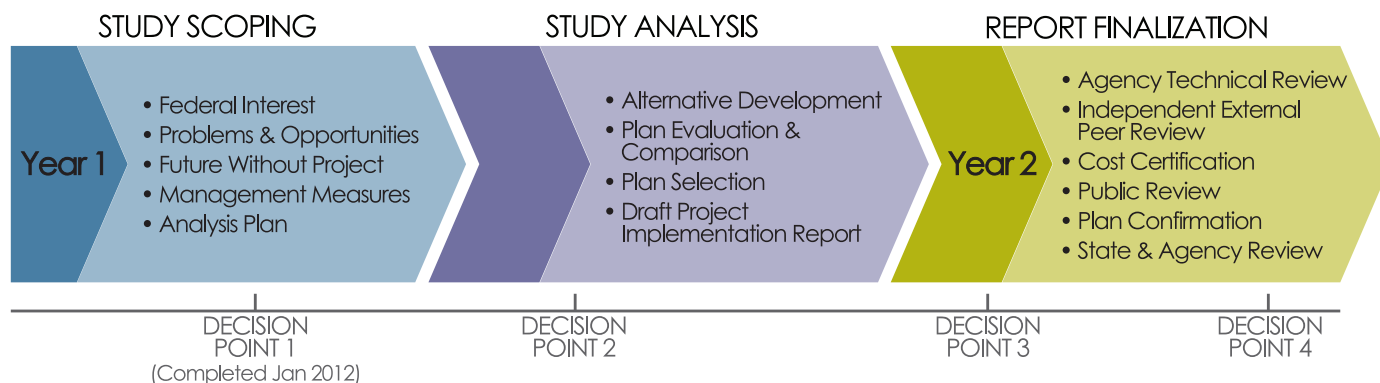 STUDY SCOPING
Year 1
• Federal Interest
• Problems & Opportunities
• Future Without Project
• Management Measures
• Analysis Plan
STUDY ANALYSIS
• Alternative Development
• Plan Evaluation &
Comparison
• Plan Selection
• Draft Project
Implementation Report
REPORT FINALIZATION
Year 2
• Agency Technical Review
• Independent External
Peer Review
• Cost Certification
• Public Review
• Plan Confirmation
• State & Agency Review
DECISION
POINT 1
(Completed Jan 2012)
DECISION
POINT 2
DECISION
POINT 3
DECISION
POINT 4